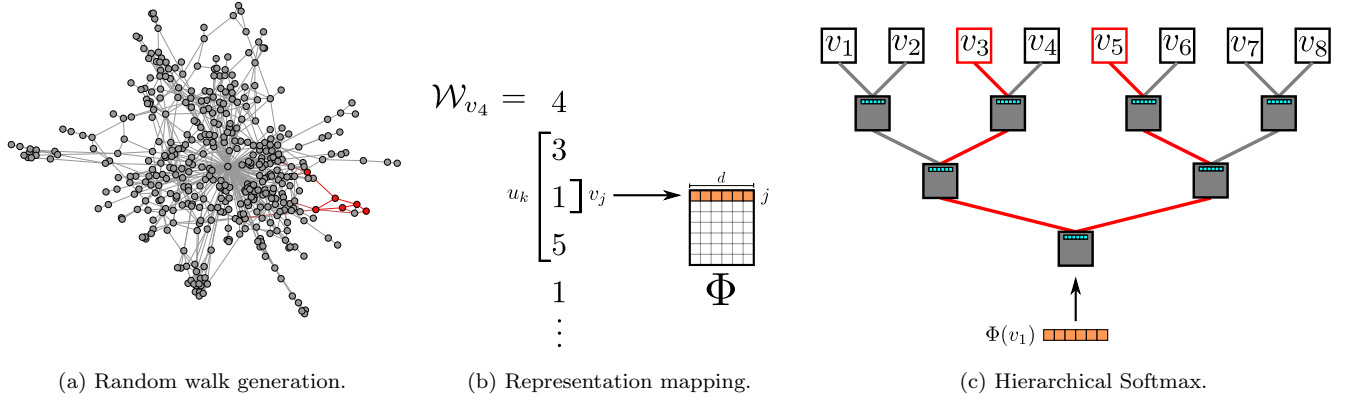 𝒲_{v_4} = 4
3
u_k 1 v_j
5
1
⋮
d
j
Φ
v_1 v_2 v_3 v_4 v_5 v_6 v_7 v_8
Φ(v_1)
(a) Random walk generation.
(b) Representation mapping.
(c) Hierarchical Softmax.